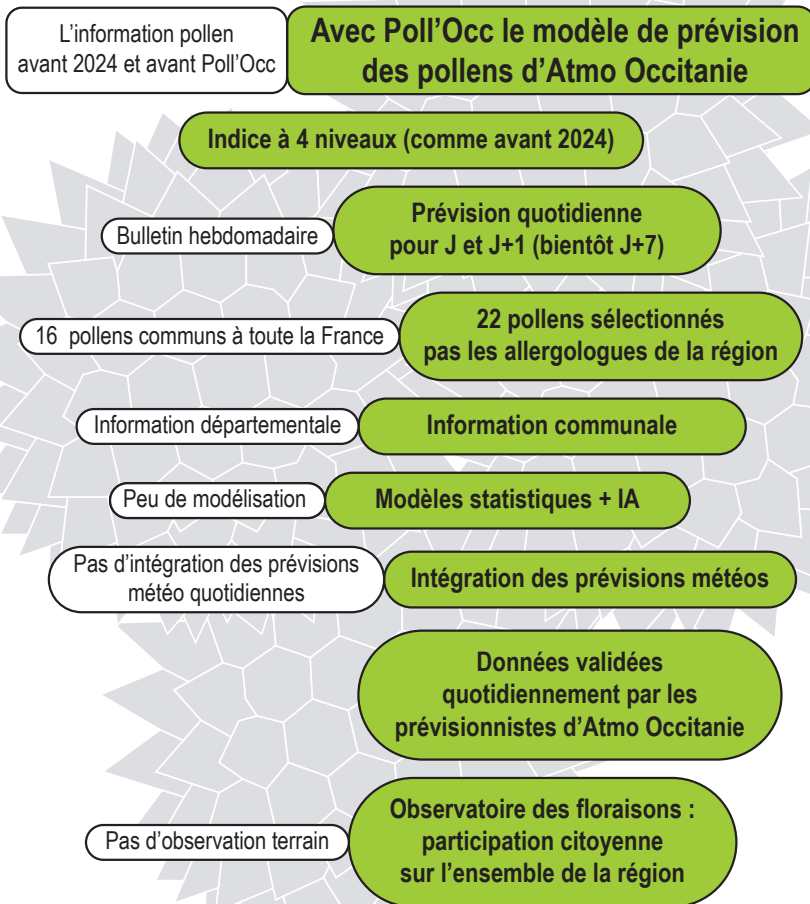 L'information pollen
avant 2024 et avant Poll'Occ
Avec Poll'Occ le modèle de prévision
des pollens d'Atmo Occitanie
Indice à 4 niveaux (comme avant 2024)
Bulletin hebdomadaire
Prévision quotidienne
pour J et J+1 (bientôt J+7)
16 pollens communs à toute la France
22 pollens sélectionnés
pas les allergologues de la région
Information départementale
Information communale
Peu de modélisation
Modèles statistiques + IA
Pas d'intégration des prévisions
météo quotidiennes
Intégration des prévisions météos
Données validées
quotidiennement par les
prévisionnistes d'Atmo Occitanie
Pas d'observation terrain
Observatoire des floraisons :
participation citoyenne
sur l'ensemble de la région